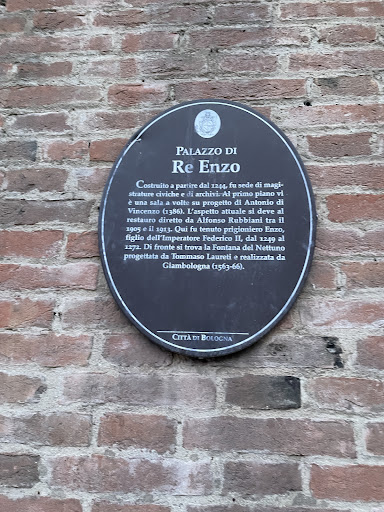 PALAZZO DI
RE ENZO
Costruito a partire dal 1244, fu sede di magi-
strature civiche e di archivi. Al primo piano vi
è una sala a volte su progetto di Antonio di
Vincenzo (1386). L'aspetto attuale si deve al
restauro diretto da Alfonso Rubbiani tra il
1905 e il 1913. Qui fu tenuto prigioniero Enzo,
figlio dell'Imperatore Federico II, dal 1249 al
1272. Di fronte si trova la Fontana del Nettuno
progettata da Tommaso Laureti e realizzata da
Giambologna (1563-66).
CITTÀ DI BOLOGNA